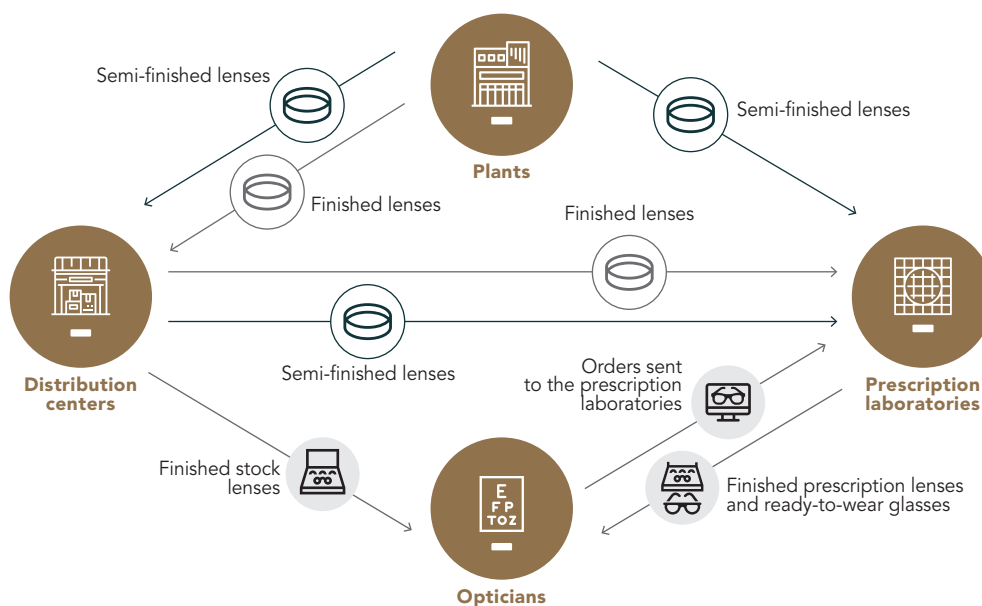 Semi-finished lenses
Semi-finished lenses
Plants
Finished lenses
Finished lenses
Semi-finished lenses
Distribution
centers
Orders sent
to the prescription
laboratories
Prescription
laboratories
Finished stock
lenses
E
F P
TOZ
Finished prescription lenses
and ready-to-wear glasses
Opticians